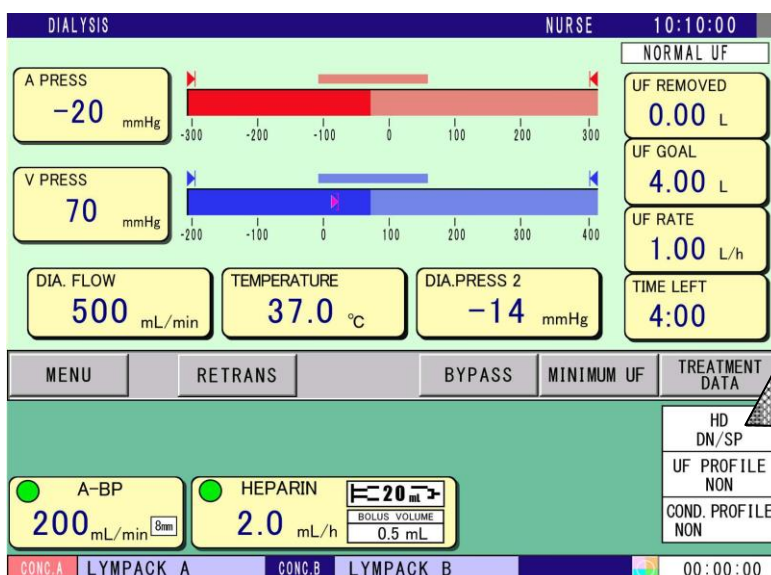 DIALYSIS NURSE 10:10:00
NORMAL UF
A PRESS
-20 mmHg
-300 -200 -100 0 100 200 300
UF REMOVED
0.00 L
V PRESS
70 mmHg
-200 -100 0 100 200 300 400
UF GOAL
4.00 L
UF RATE
1.00 L/h
DIA. FLOW
500 mL/min
TEMPERATURE
37.0 ℃
DIA.PRESS 2
-14 mmHg
TIME LEFT
4:00
MENU RETRANS BYPASS MINIMUM UF TREATMENT
DATA
HD
DN/SP
UF PROFILE
NON
COND.PROFILE
NON
A-BP
200 mL/min 8mm
HEPARIN
2.0 mL/h
20 mL
BOLUS VOLUME
0.5 mL
CONC.A LYMPACK A CONC.B LYMPACK B 00:00:00